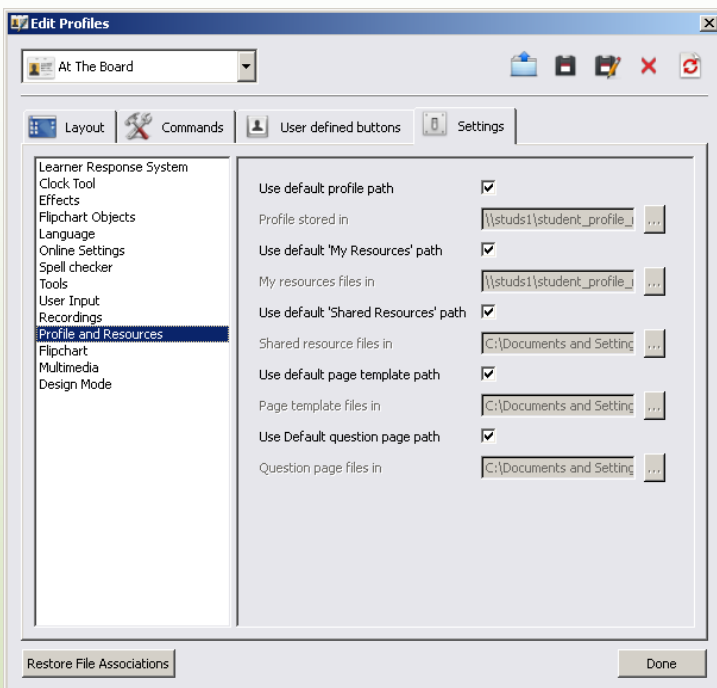 Edit Profiles
At The Board
Layout
Commands
User defined buttons
Settings
Learner Response System
Clock Tool
Effects
Flipchart Objects
Language
Online Settings
Spell checker
Tools
User Input
Recordings
Profile and Resources
Flipchart
Multimedia
Design Mode
Use default profile path
Profile stored in \\studs1\student_profile_ ...
Use default 'My Resources' path
My resources files in \\studs1\student_profile_ ...
Use default 'Shared Resources' path
Shared resource files in C:\Documents and Setting ...
Use default page template path
Page template files in C:\Documents and Setting ...
Use Default question page path
Question page files in C:\Documents and Setting ...
Restore File Associations
Done